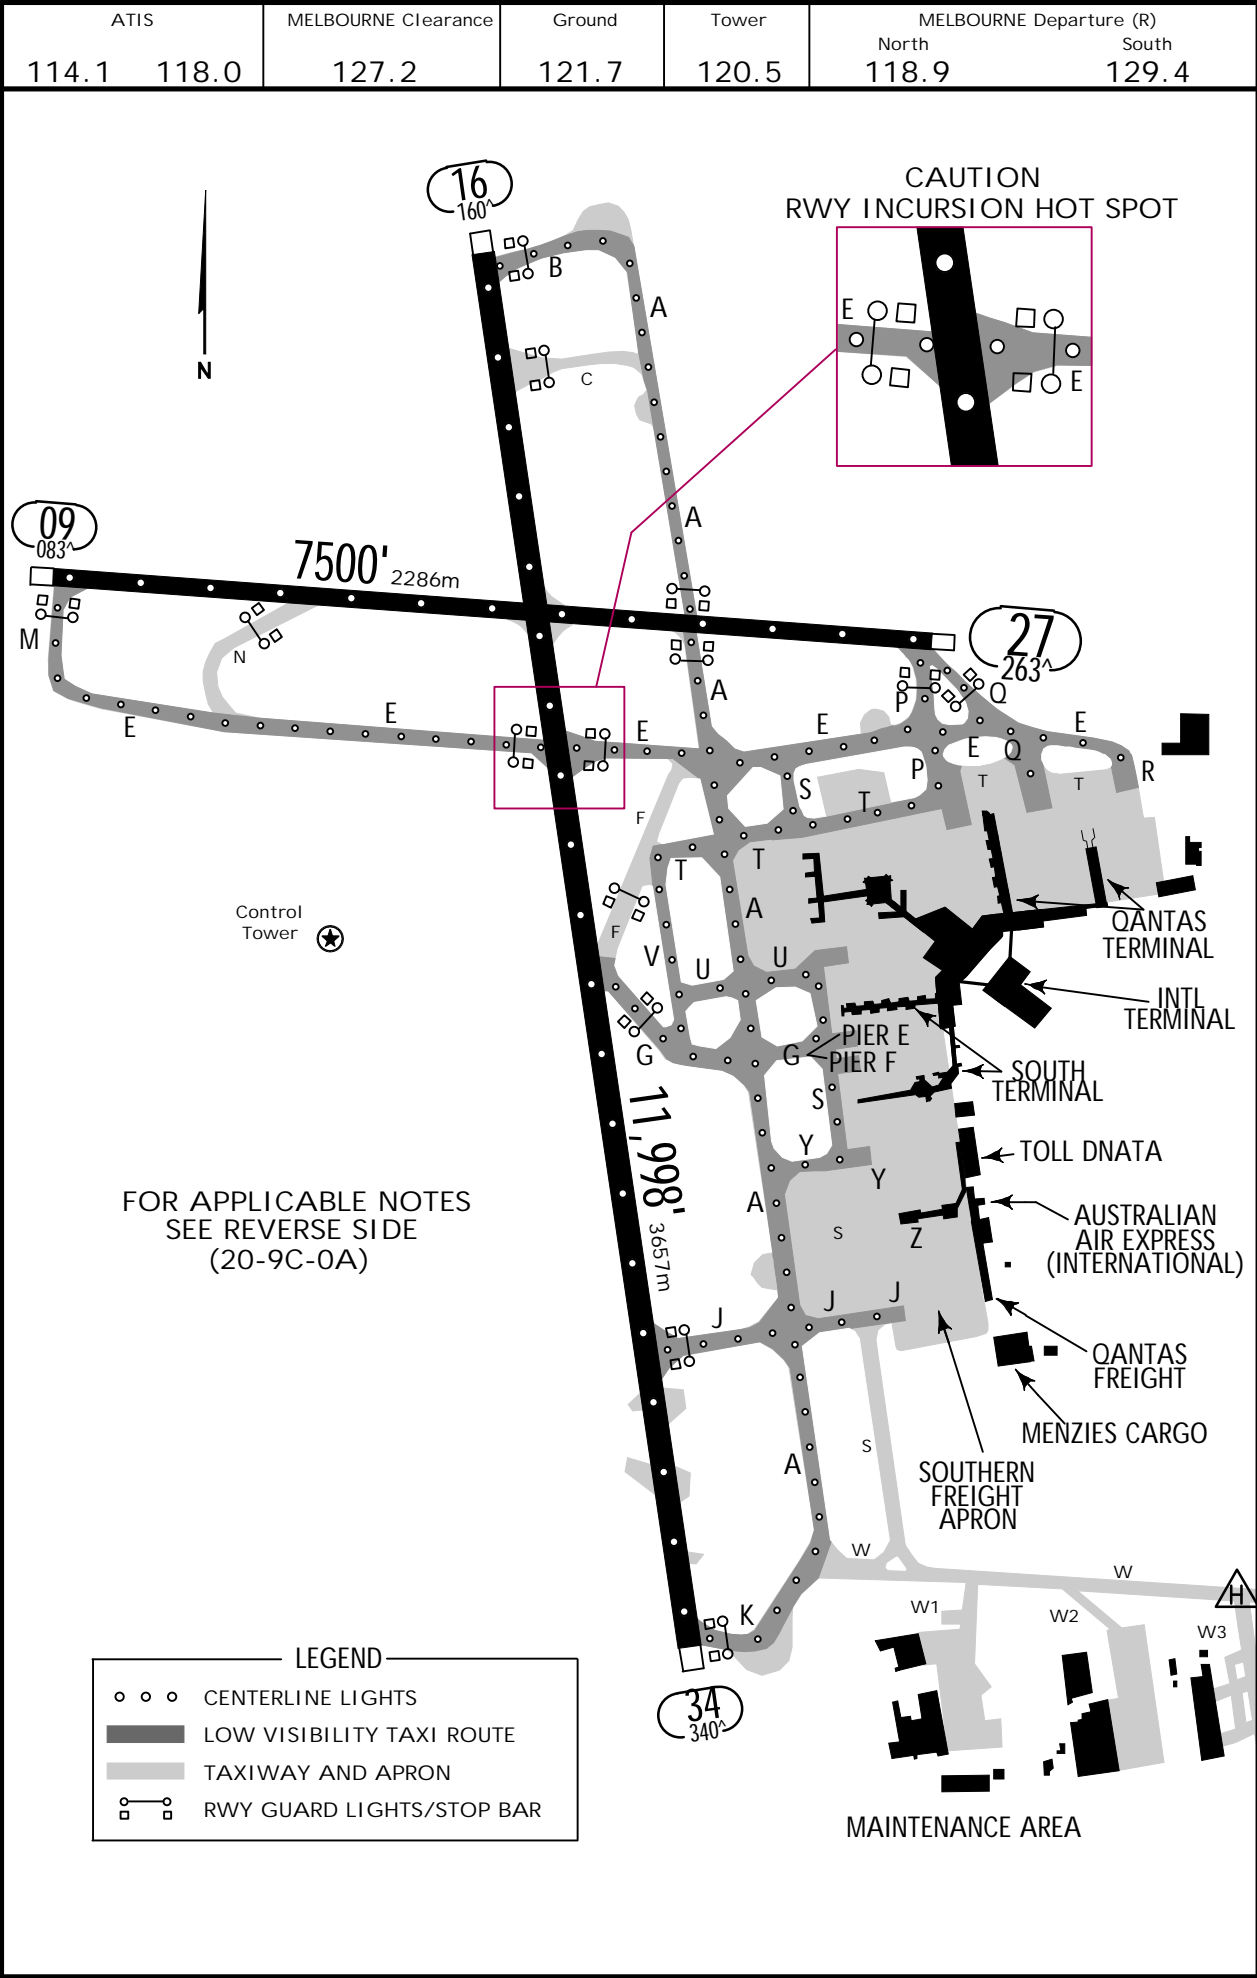 ATIS
114.1 118.0
MELBOURNE Clearance
127.2
Ground
121.7
Tower
120.5
MELBOURNE Departure (R)
North South
118.9 129.4
16
160^
CAUTION
RWY INCURSION HOT SPOT
E
E
B
A
C
N
A
09
083^
7500' 2286m
27
263^
M
N
A
P
Q
E
E
E
E
E
E
Q
P
R
S
T
T
T
F
T
T
A
Control
Tower
F
V
U
U
QANTAS
TERMINAL
INTL
TERMINAL
G
G
PIER E
PIER F
SOUTH
TERMINAL
11,998' 3657m
S
Y
Y
TOLL DNATA
FOR APPLICABLE NOTES
SEE REVERSE SIDE
(20-9C-0A)
A
S
Z
AUSTRALIAN
AIR EXPRESS
(INTERNATIONAL)
J
J
J
QANTAS
FREIGHT
MENZIES CARGO
A
S
SOUTHERN
FREIGHT
APRON
W
W
H
K
W1
W2
W3
34
340^
LEGEND
CENTERLINE LIGHTS
LOW VISIBILITY TAXI ROUTE
TAXIWAY AND APRON
RWY GUARD LIGHTS/STOP BAR
MAINTENANCE AREA